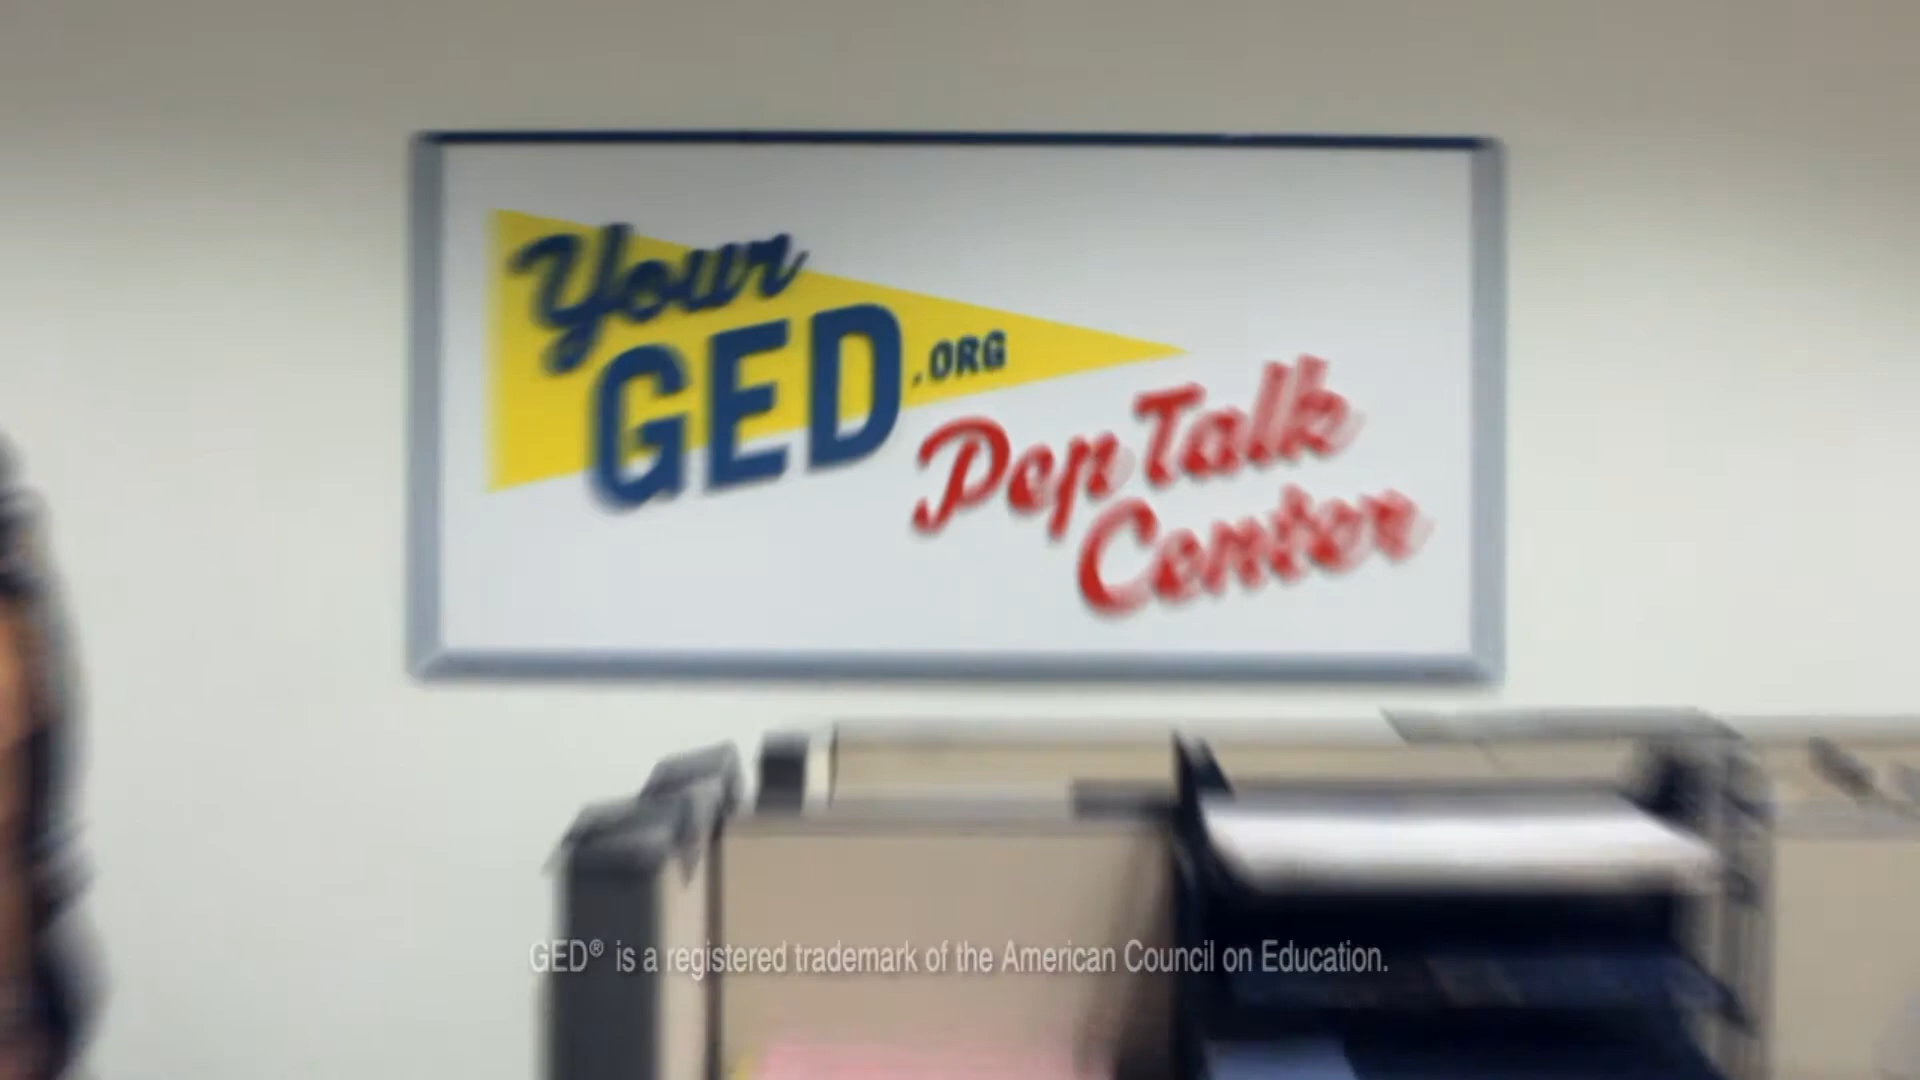 Your
GED.ORG
Pep Talk
Center
GED® is a registered trademark of the American Council on Education.